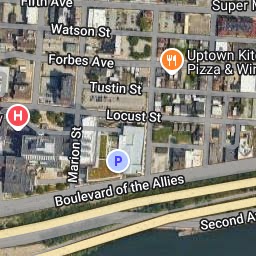 Fifth Ave
Super M
Watson St
Forbes Ave
Uptown Kit
Pizza & Win
Tustin St
Locust St
H
Marion St
P
Boulevard of the Allies
Second A